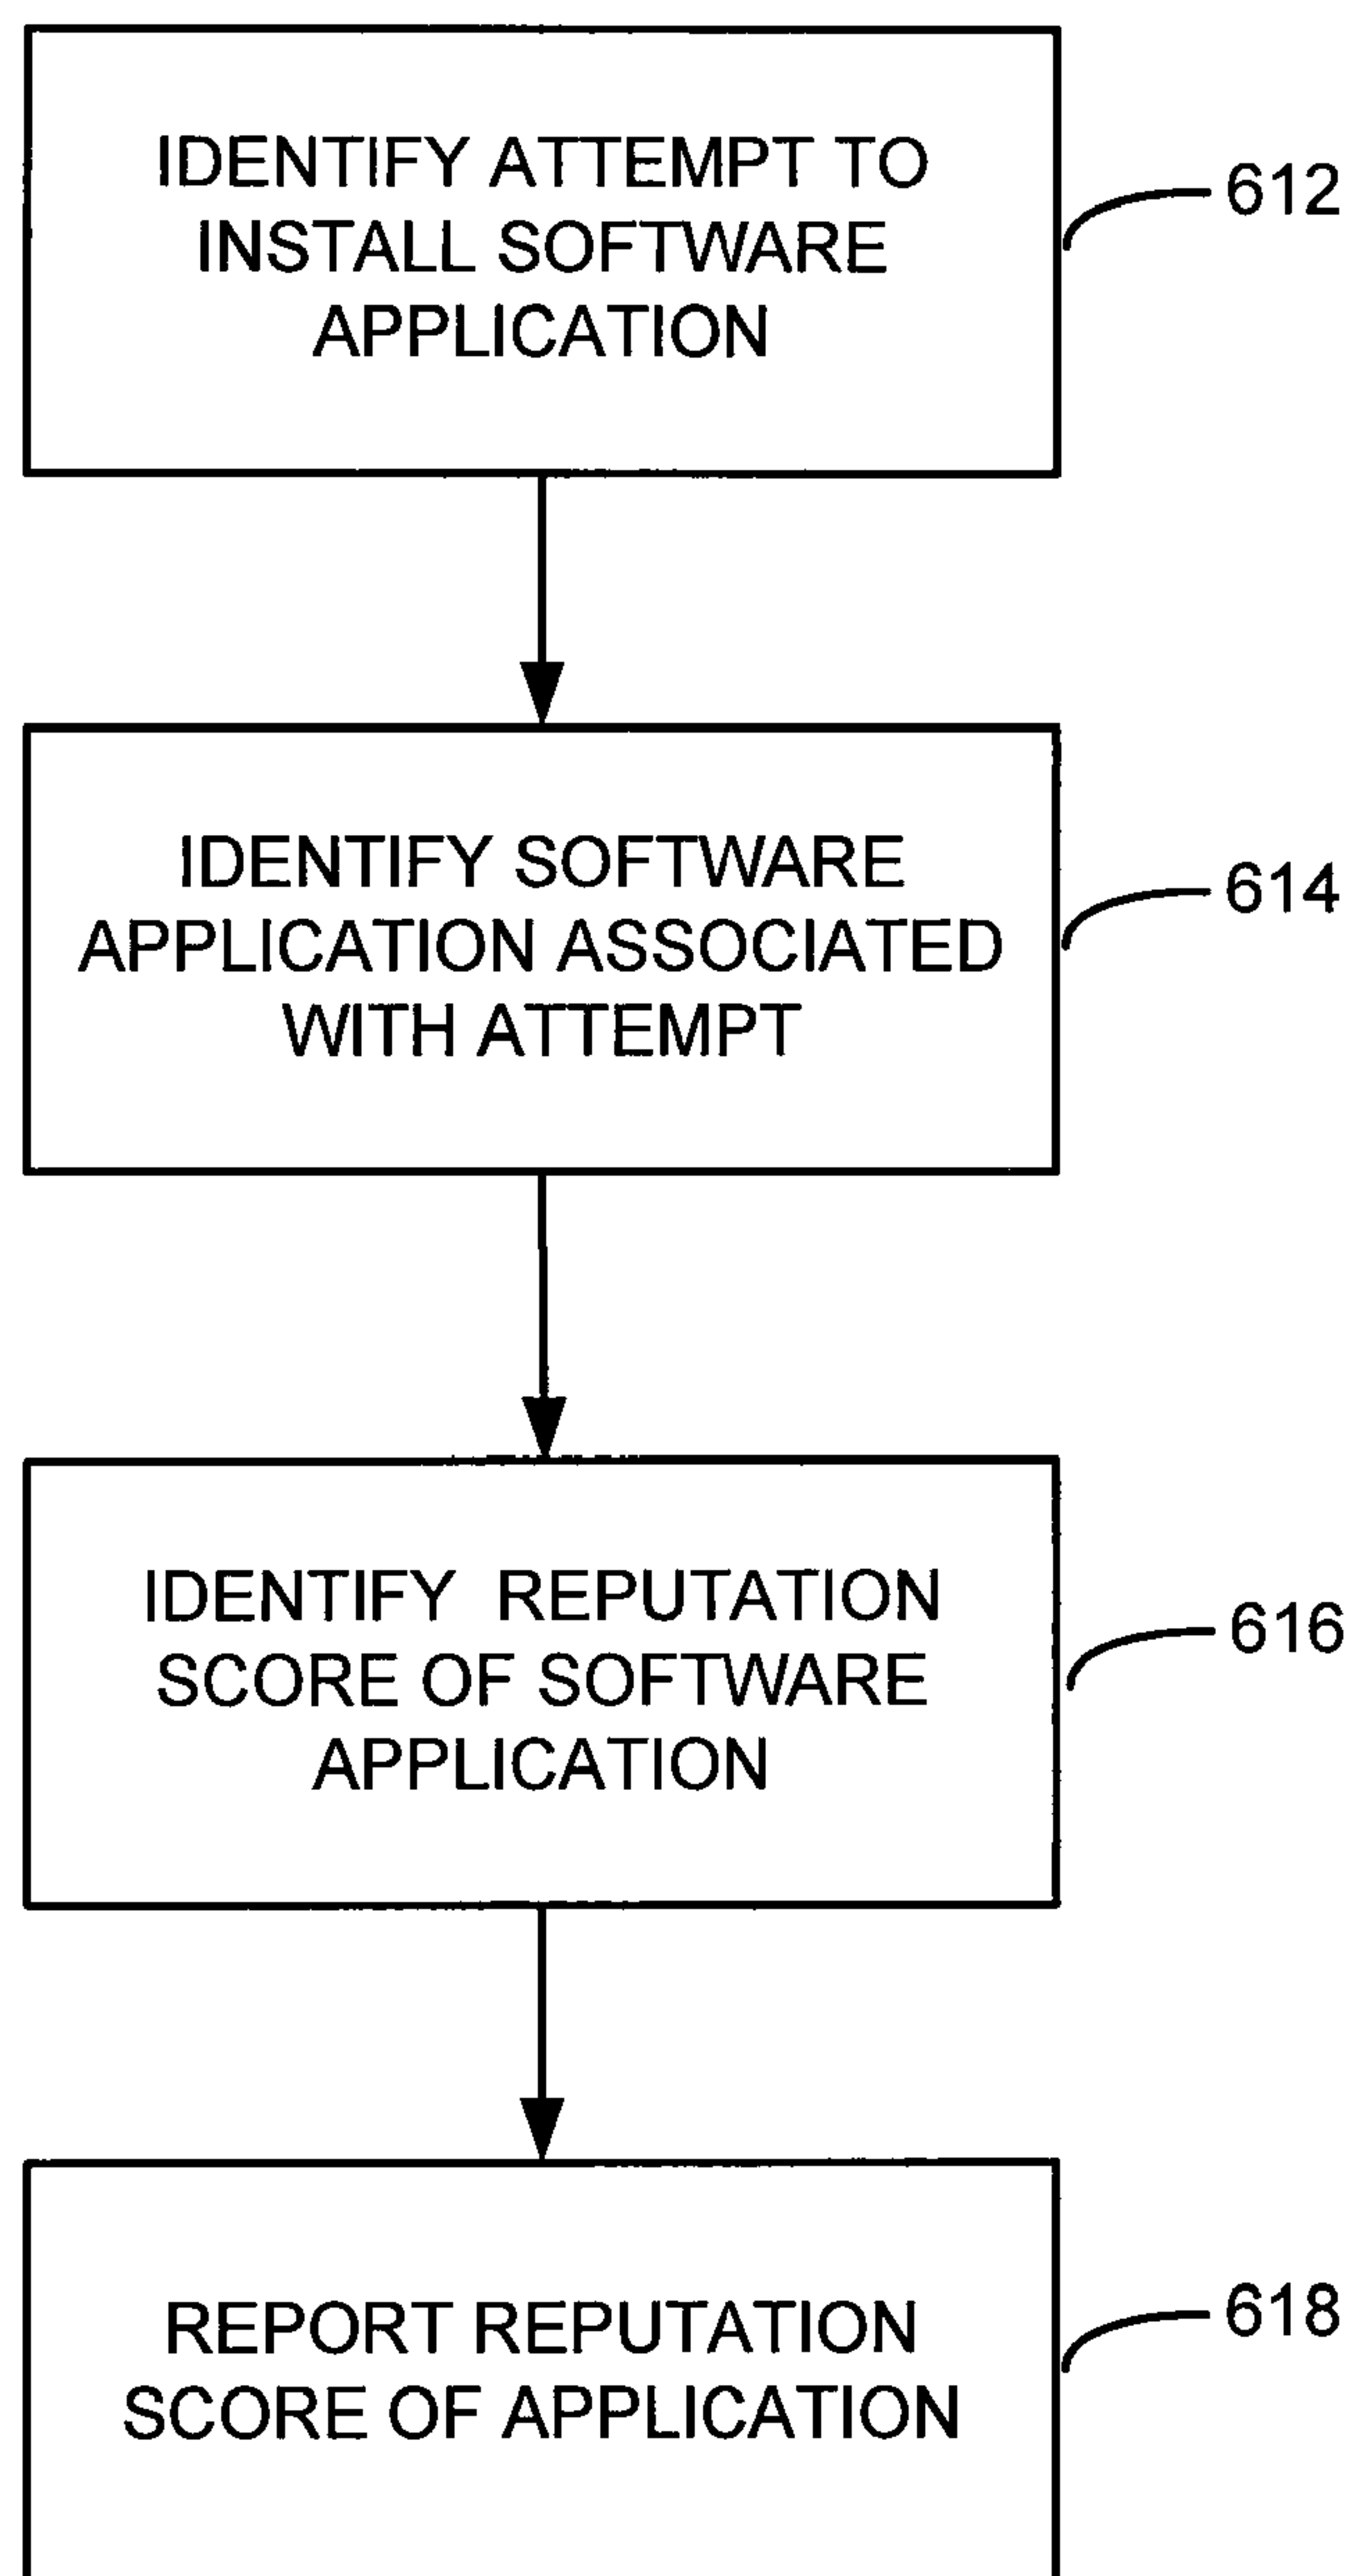 IDENTIFY ATTEMPT TO
INSTALL SOFTWARE
APPLICATION
612
IDENTIFY SOFTWARE
APPLICATION ASSOCIATED
WITH ATTEMPT
614
IDENTIFY REPUTATION
SCORE OF SOFTWARE
APPLICATION
616
REPORT REPUTATION
SCORE OF APPLICATION
618